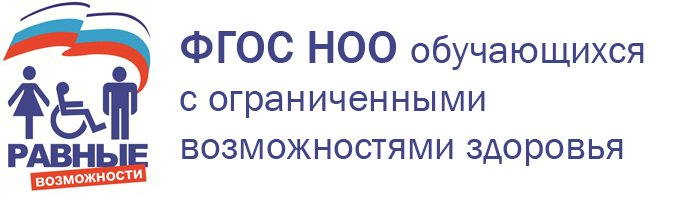 РАВНЫЕ
ВОЗМОЖНОСТИ
ФГОС НОО обучающихся
с ограниченными
возможностями здоровья